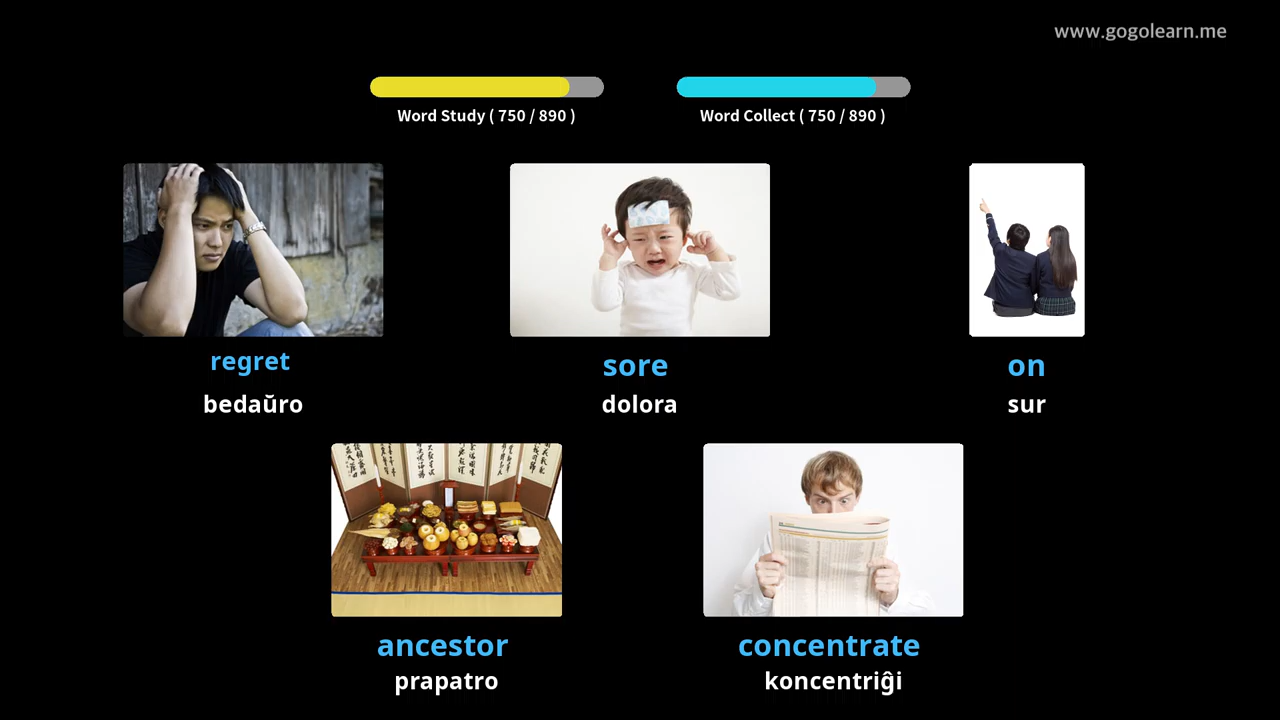 www.gogolearn.me
Word Study ( 750 / 890 )
Word Collect ( 750 / 890 )
regret
sore
on
bedaŭro
dolora
sur
ancestor
concentrate
prapatro
koncentriĝi